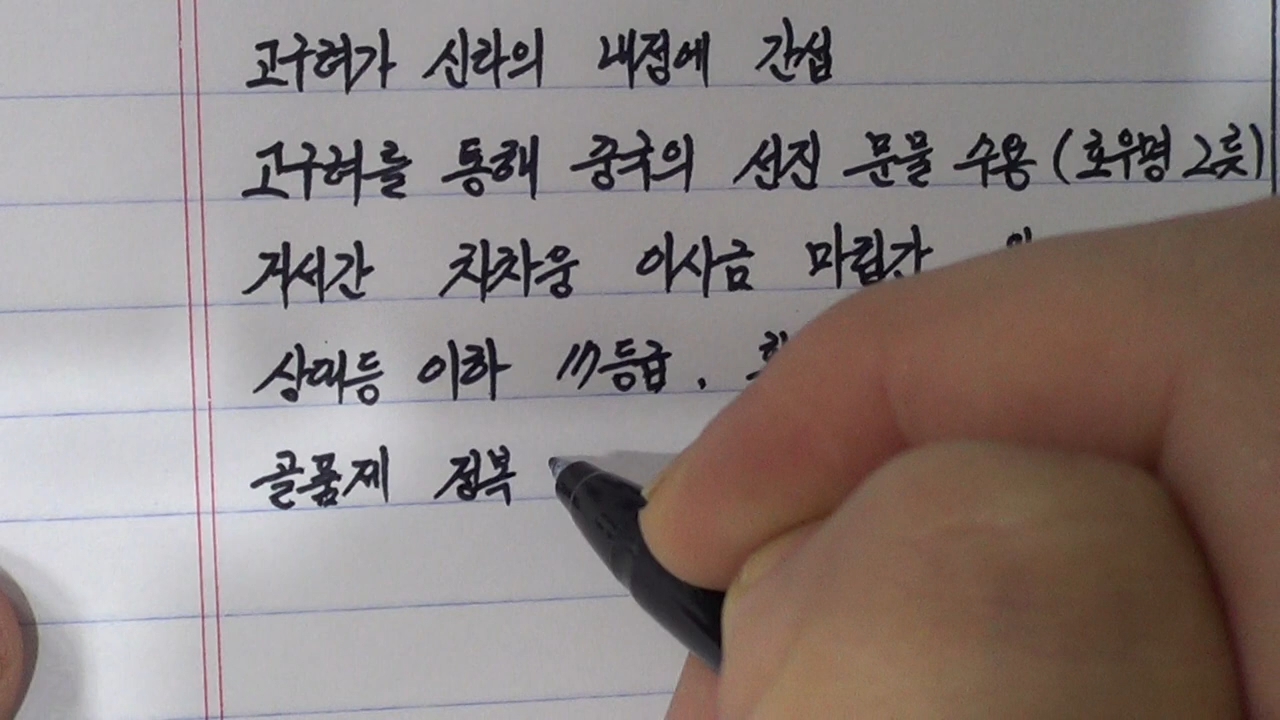 고구려가 신라의 내정에 간섭
고구려를 통해 중국의 선진 문물 수용 (호우명 그릇)
거서간 차차웅 이사금 마립간
상대등 이하 17등급.
골품제 접목